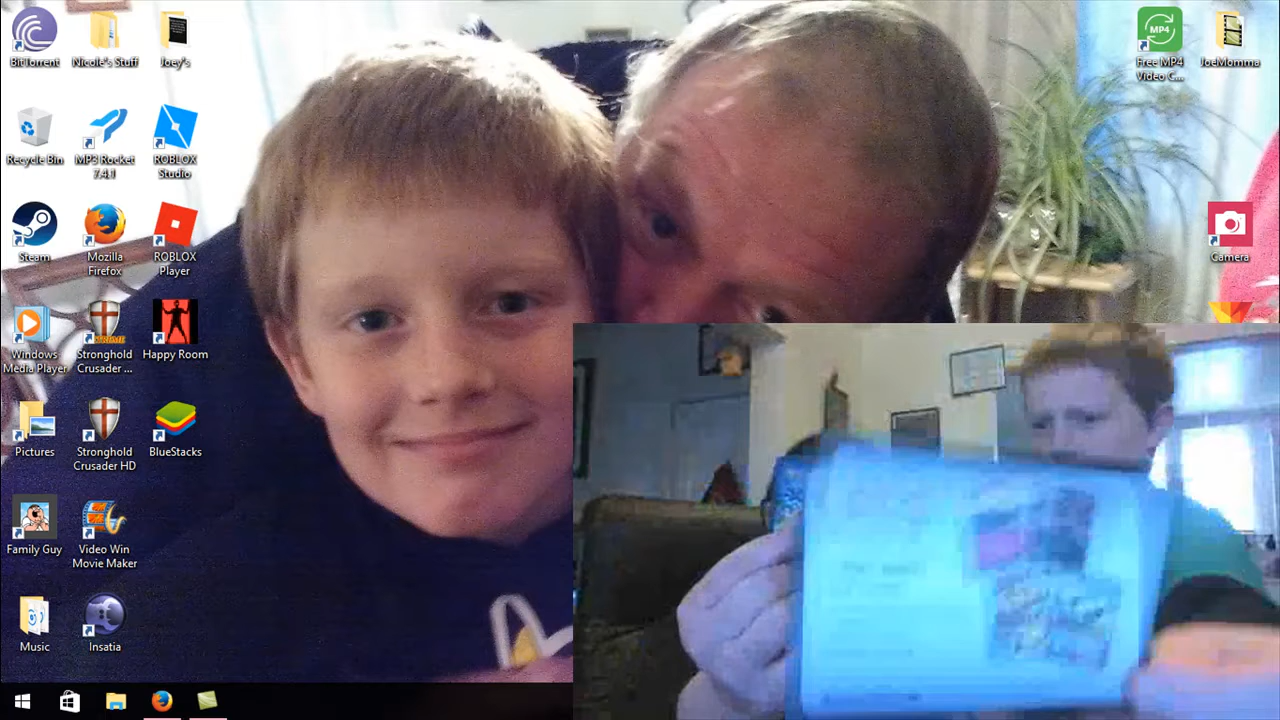 BitTorrent
Nicole's Stuff
Joey's
MP4
Free MP4
Video C...
JoeMomma
Recycle Bin
MP3 Rocket
7.4.1
ROBLOX
Studio
Steam
Mozilla
Firefox
ROBLOX
Player
Camera
Windows
Media Player
Stronghold
Crusader ...
Happy Room
Pictures
Stronghold
Crusader HD
BlueStacks
Family Guy
Video Win
Movie Maker
Music
Insatia